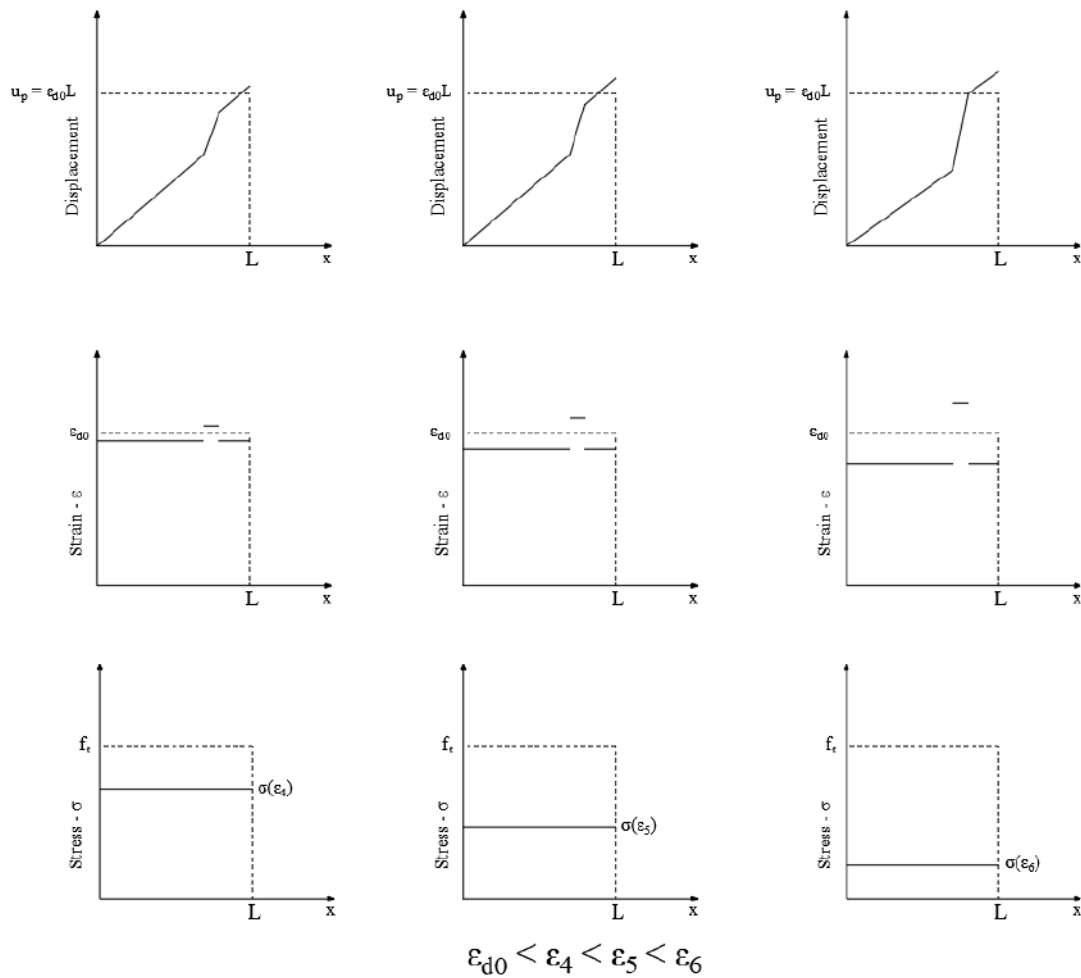 u_p = ε_d0L
Displacement
L
x
u_p = ε_d0L
Displacement
L
x
u_p = ε_d0L
Displacement
L
x
ε_d0
Strain - ε
L
x
ε_d0
Strain - ε
L
x
ε_d0
Strain - ε
L
x
f_t
σ(ε_4)
Stress - σ
L
x
f_t
σ(ε_5)
Stress - σ
L
x
f_t
σ(ε_6)
Stress - σ
L
x
ε_d0 < ε_4 < ε_5 < ε_6